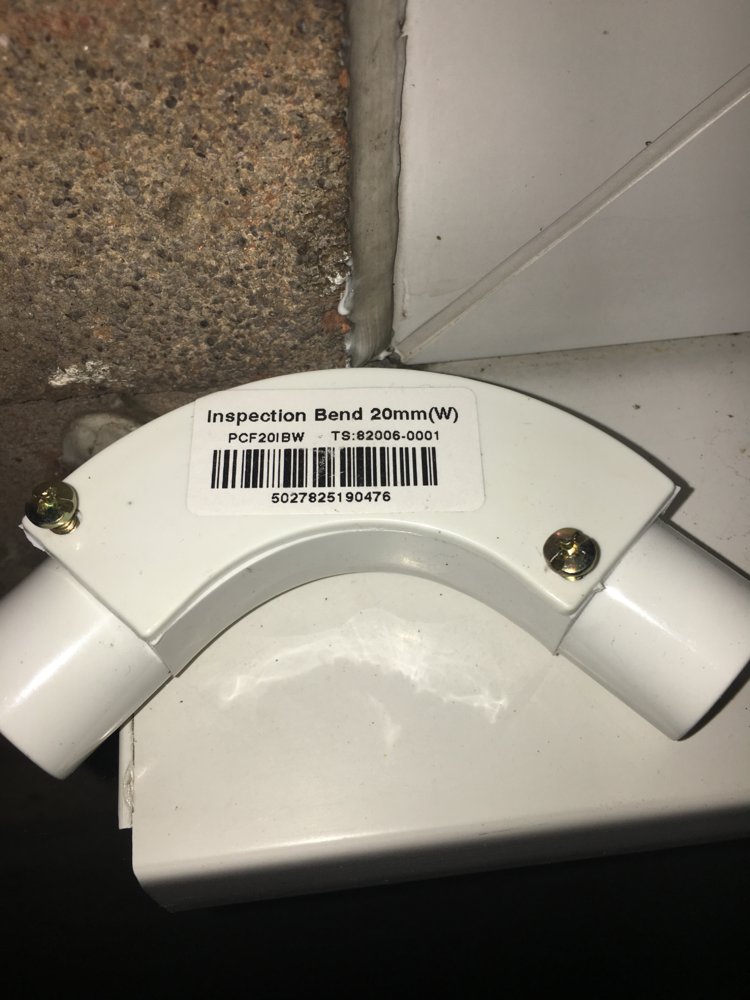 Inspection Bend 20mm(W)
PCF20IBW TS:82006-0001
5027825190476